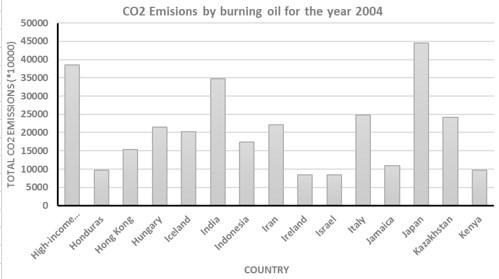 CO2 Emisions by burning oil for the year 2004
TOTAL CO2 EMISSIONS (*10000)
50000
45000
40000
35000
30000
25000
20000
15000
10000
5000
0
High-income...
Honduras
Hong Kong
Hungary
Iceland
India
Indonesia
Iran
Ireland
Israel
Italy
Jamaica
Japan
Kazakhstan
Kenya
COUNTRY